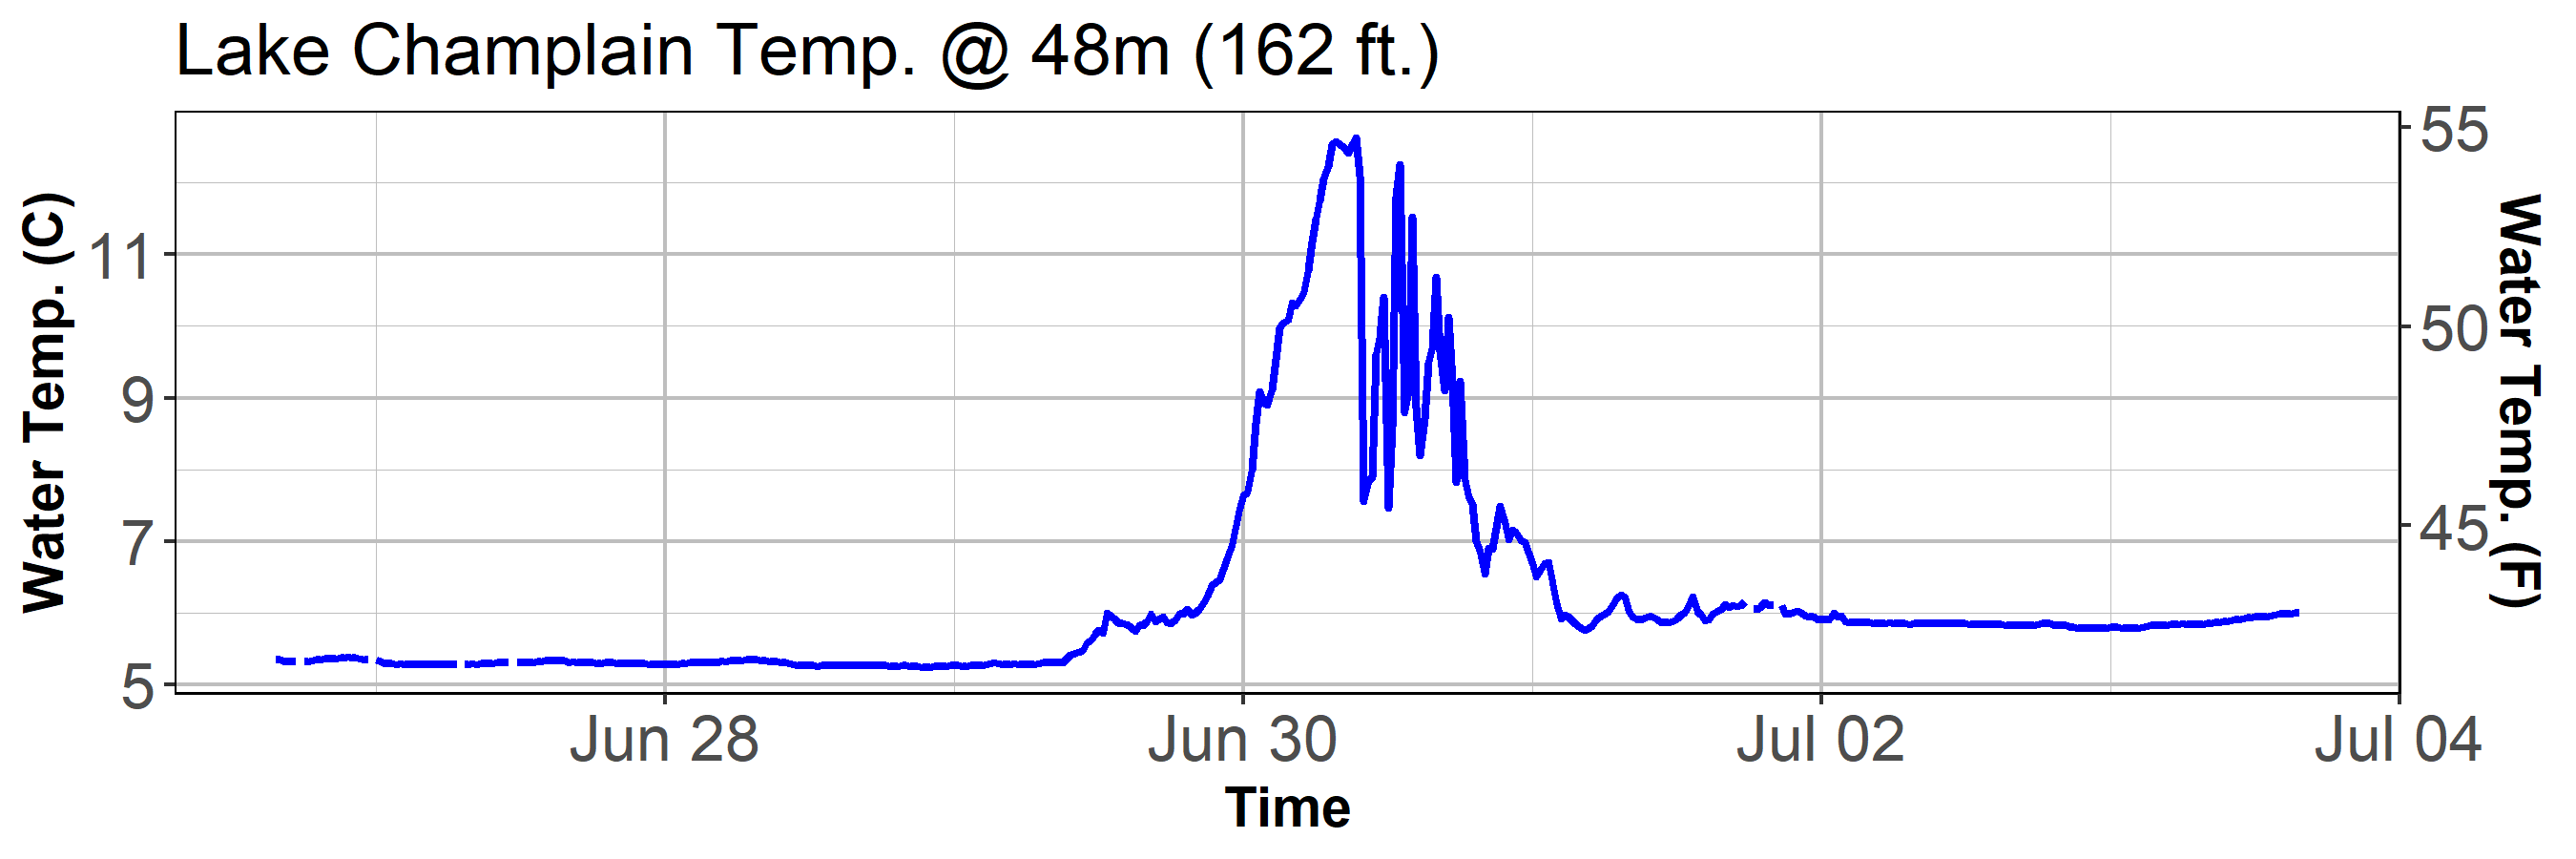 Lake Champlain Temp. @ 48m (162 ft.)
Water Temp. (C)
11
9
7
5
55
50
45
Water Temp. (F)
Jun 28 Jun 30 Jul 02 Jul 04
Time